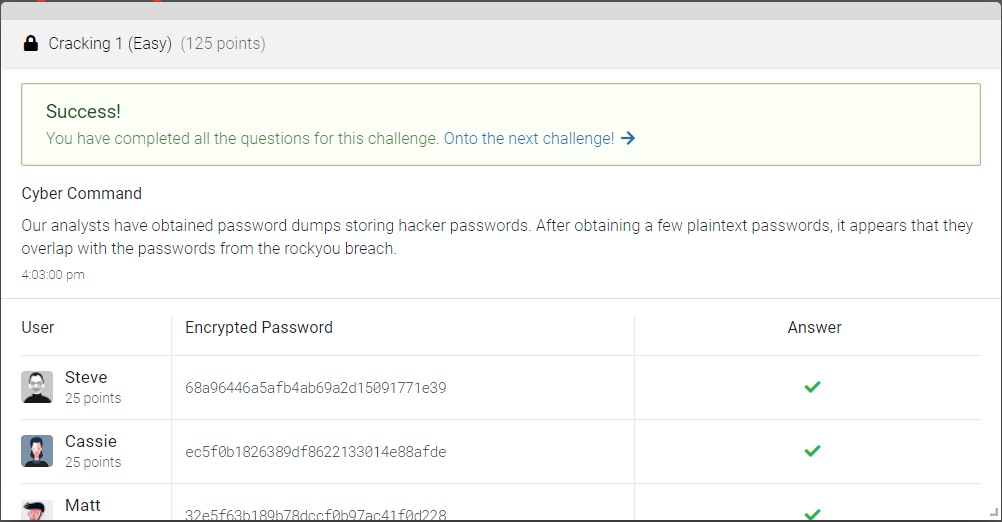 Cracking 1 (Easy) (125 points)
Success!
You have completed all the questions for this challenge. Onto the next challenge! →
Cyber Command
Our analysts have obtained password dumps storing hacker passwords. After obtaining a few plaintext passwords, it appears that they
overlap with the passwords from the rockyou breach.
4:03:00 pm
User Encrypted Password Answer
Steve
25 points
68a96446a5afb4ab69a2d15091771e39
Cassie
25 points
ec5f0b1826389df8622133014e88afde
Matt
32e5f63b189b78dccf0b97ac41f0d228